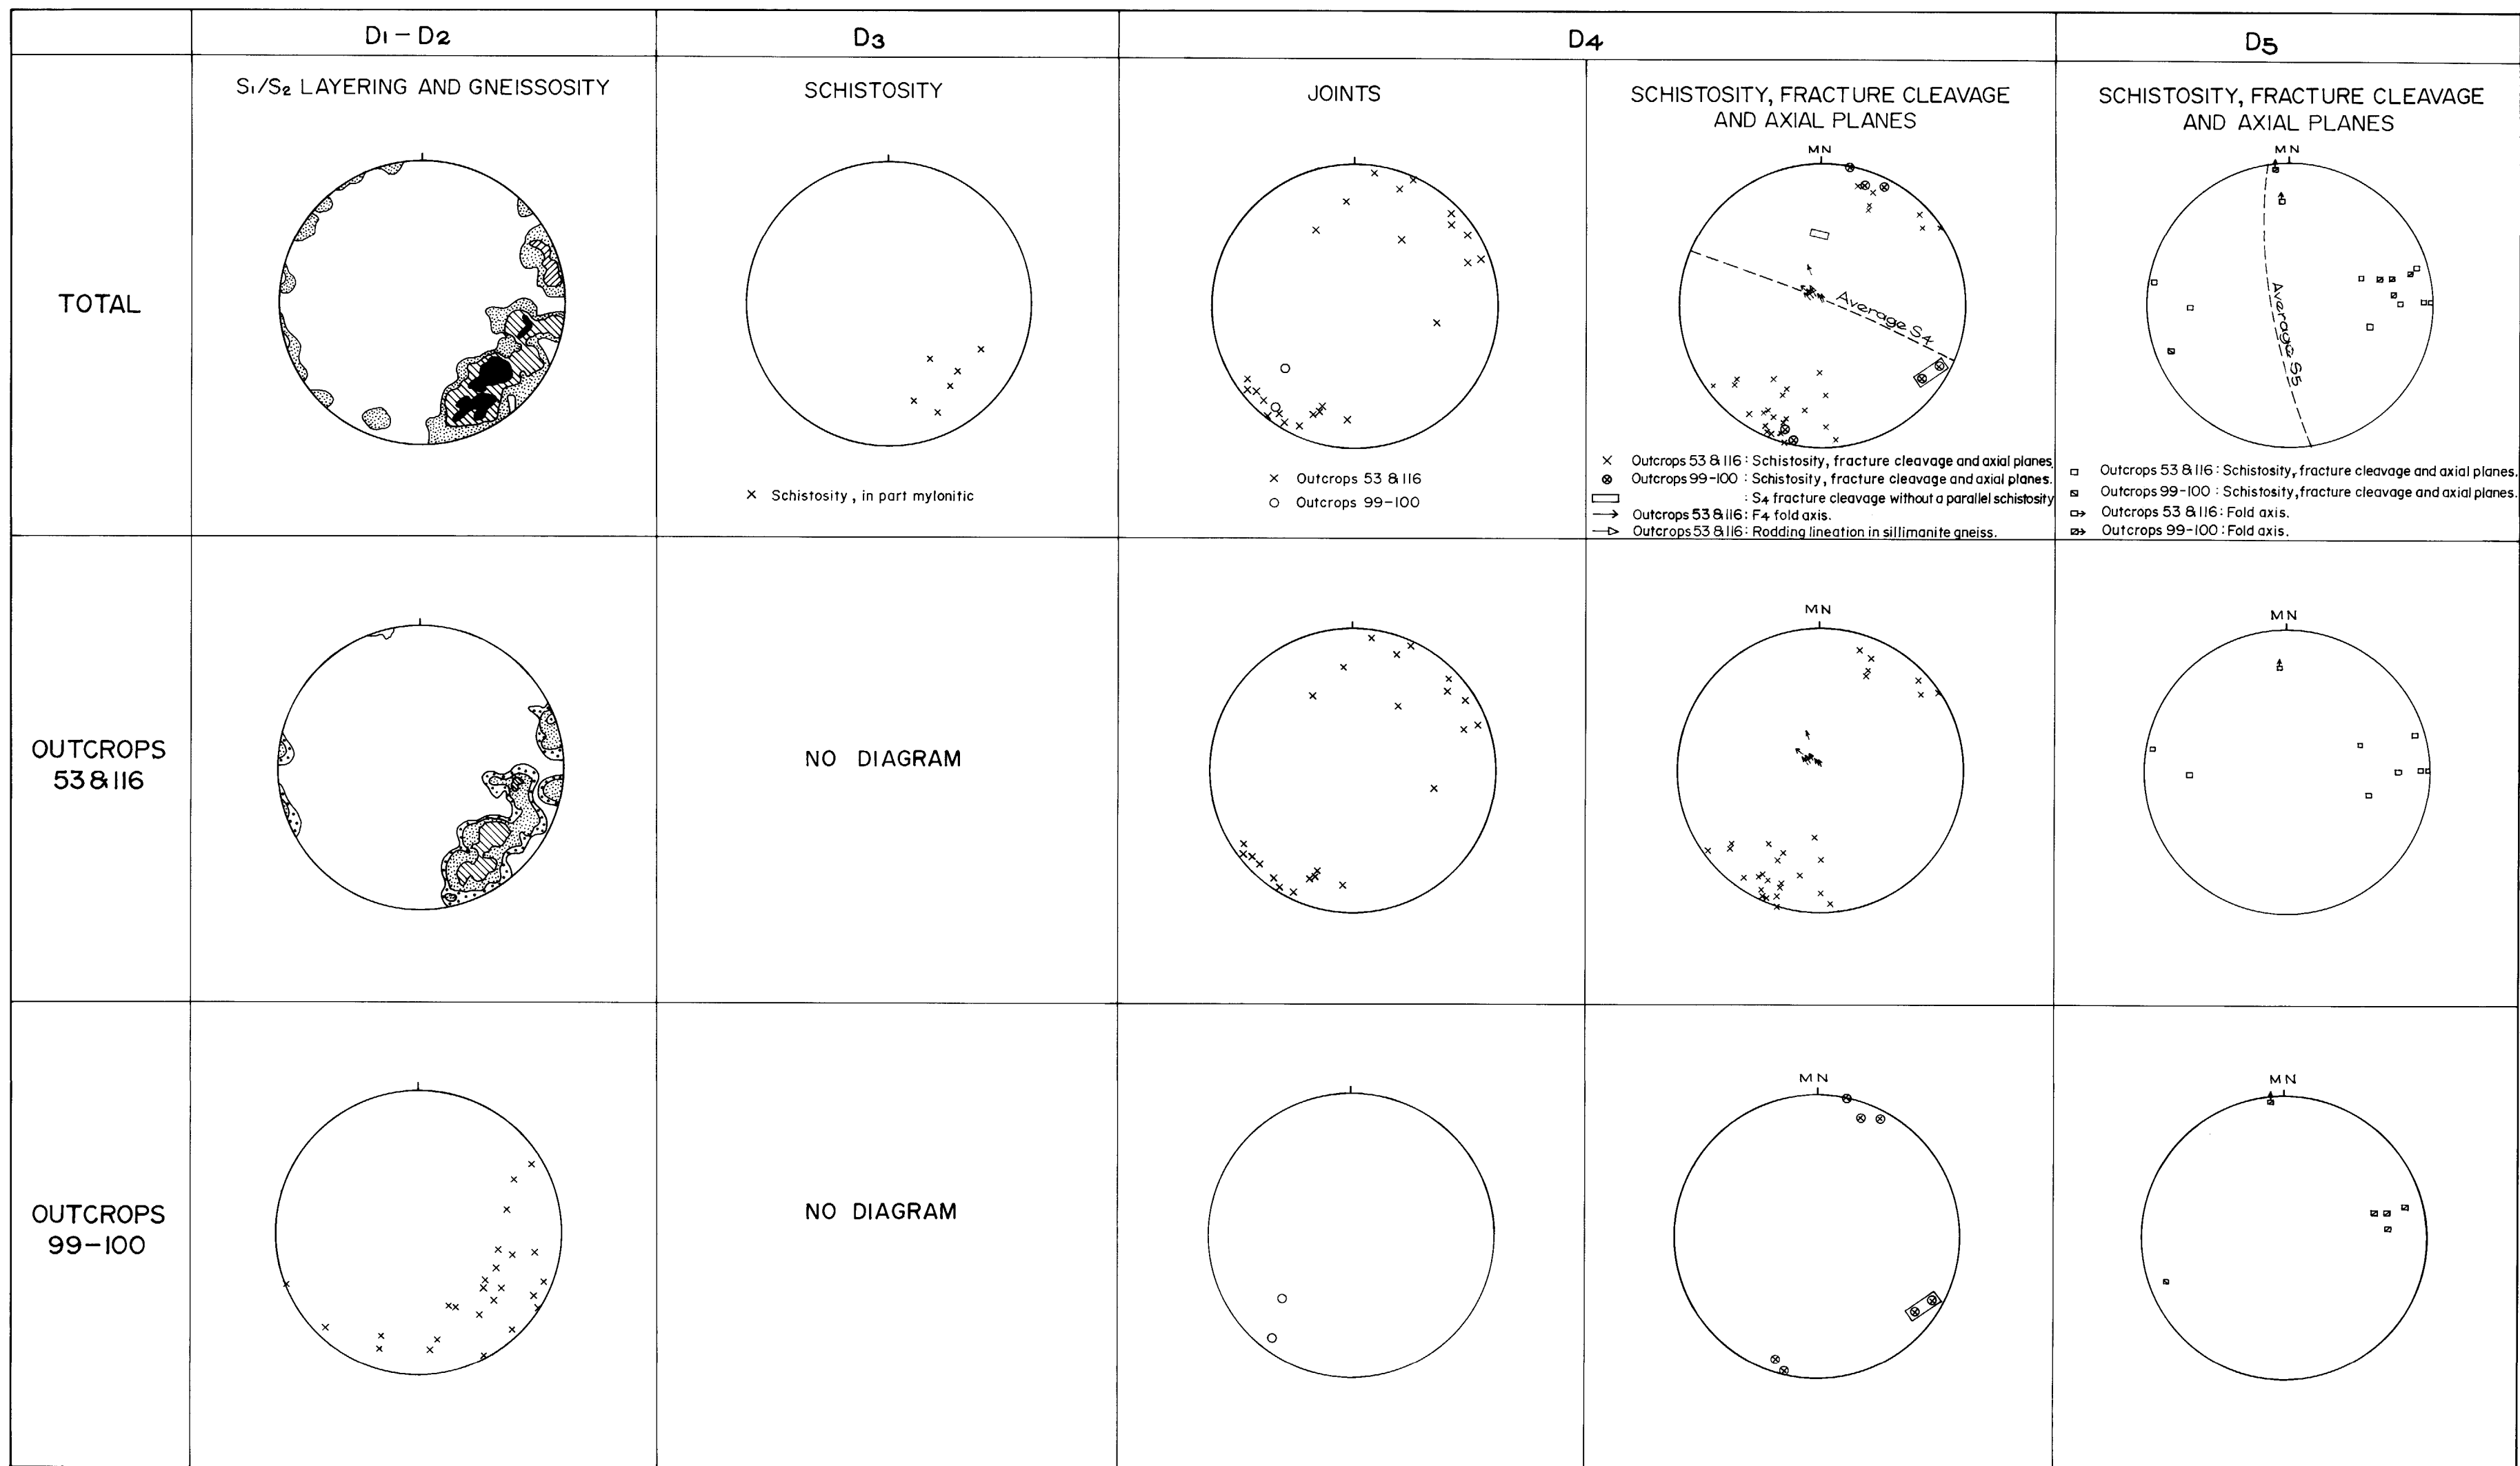 D1 – D2
D3
D4
D5
TOTAL
S1/S2 LAYERING AND GNEISSOSITY
SCHISTOSITY
× Schistosity, in part mylonitic
JOINTS
× Outcrops 53 & 116
○ Outcrops 99-100
SCHISTOSITY, FRACTURE CLEAVAGE
AND AXIAL PLANES
MN
Average S4
Outcrops 53 & 116 : Schistosity, fracture cleavage and axial planes.
Outcrops 99-100 : Schistosity, fracture cleavage and axial planes.
: S4 fracture cleavage without a parallel schistosity
Outcrops 53 & 116 : F4 fold axis.
Outcrops 53 & 116 : Rodding lineation in sillimanite gneiss.
SCHISTOSITY, FRACTURE CLEAVAGE
AND AXIAL PLANES
MN
Average S5
Outcrops 53 & 116 : Schistosity, fracture cleavage and axial planes.
Outcrops 99-100 : Schistosity, fracture cleavage and axial planes.
Outcrops 53 & 116 : Fold axis.
Outcrops 99-100 : Fold axis.
OUTCROPS
53 & 116
NO DIAGRAM
MN
MN
OUTCROPS
99-100
NO DIAGRAM
MN
MN